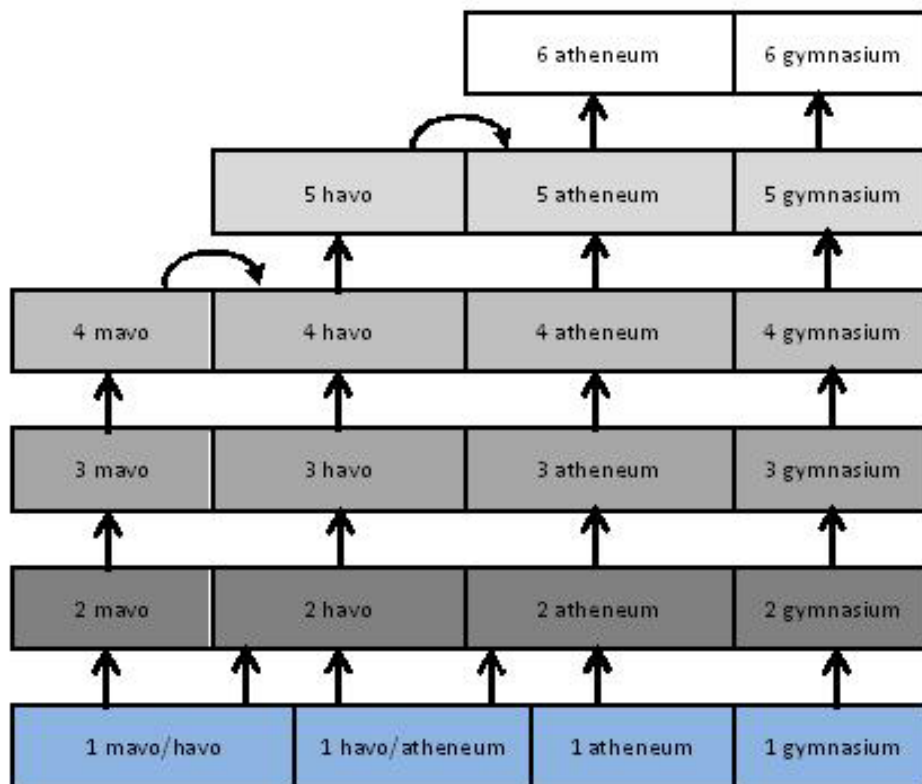 6 atheneum
6 gymnasium
5 havo
5 atheneum
5 gymnasium
4 mavo
4 havo
4 atheneum
4 gymnasium
3 mavo
3 havo
3 atheneum
3 gymnasium
2 mavo
2 havo
2 atheneum
2 gymnasium
1 mavo/havo
1 havo/atheneum
1 atheneum
1 gymnasium